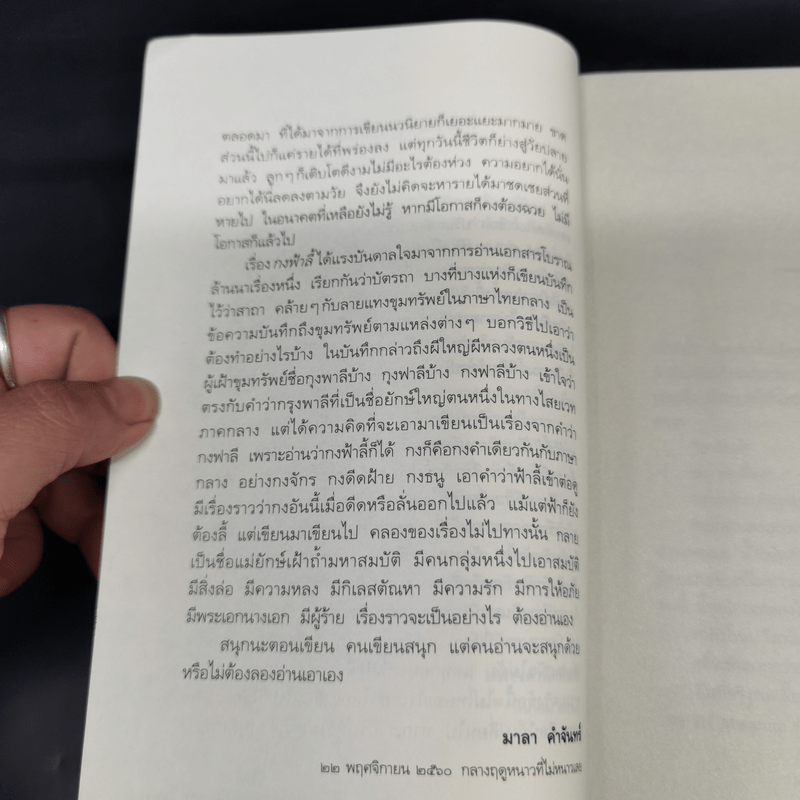 ตลอดมา ที่ได้มาจากการเขียนนวนิยายก็เยอะแยะมากมาย ขาด
ส่วนนี้ไปก็แค่รายได้ที่พร่องลง แต่ทุกวันนี้ชีวิตก็ย่างสู่วัยปลาย
มาแล้ว ลูกๆก็เติบโตดีงามไม่มีอะไรต้องห่วง ความอยากได้นั่น
อยากได้นี่ลดลงตามวัย จึงยังไม่คิดจะหารายได้มาชดเชยส่วนที่
หายไป ในอนาคตที่เหลือยังไม่รู้ หากมีโอกาสก็คงต้องฉวย ไม่มี
โอกาสก็แล้วไป
เรื่อง กงฟ้าลี้ ได้แรงบันดาลใจมาจากการอ่านเอกสารโบราณ
ล้านนาเรื่องหนึ่ง เรียกกันว่าบัตรถา บางที่บางแห่งก็เขียนบันทึก
ไว้ว่าสาถา คล้ายๆกับลายแทงขุมทรัพย์ในภาษาไทยกลาง เป็น
ข้อความบันทึกถึงขุมทรัพย์ตามแหล่งต่างๆ บอกวิธีไปเอาว่า
ต้องทำอย่างไรบ้าง ในบันทึกกล่าวถึงผีใหญ่ผีหลวงตนหนึ่งเป็น
ผู้เฝ้าขุมทรัพย์ชื่อกุงพาลีบ้าง กุงฟาลีบ้าง กงฟาลีบ้าง เข้าใจว่า
ตรงกับคำว่ากรุงพาลีที่เป็นชื่อยักษ์ใหญ่ตนหนึ่งในทางไสยเวท
ภาคกลาง แต่ได้ความคิดที่จะเอามาเขียนเป็นเรื่องจากคำว่า
กงฟาลี เพราะอ่านว่ากงฟ้าลี้ก็ได้ กงก็คือกงคำเดียวกันกับภาษา
กลาง อย่างกงจักร กงดีดฝ้าย กงธนู เอาคำว่าฟ้าลี้เข้าต่อดู
มีเรื่องราวว่ากงอันนี้เมื่อดีดหรือลั่นออกไปแล้ว แม้แต่ฟ้าก็ยัง
ต้องลี้ แต่เขียนมาเขียนไป คลองของเรื่องไม่ไปทางนั้น กลาย
เป็นชื่อแม่ยักษ์เฝ้าถ้ำมหาสมบัติ มีคนกลุ่มหนึ่งไปเอาสมบัติ
มีสิ่งล่อ มีความหลง มีกิเลสตัณหา มีความรัก มีการให้อภัย
มีพระเอกนางเอก มีผู้ร้าย เรื่องราวจะเป็นอย่างไร ต้องอ่านเอง
สนุกนะตอนเขียน คนเขียนสนุก แต่คนอ่านจะสนุกด้วย
หรือไม่ต้องลองอ่านเอาเอง
มาลา คำจันทร์
๒๒ พฤศจิกายน ๒๕๖๐ กลางฤดูหนาวที่ไม่หนาวเลย